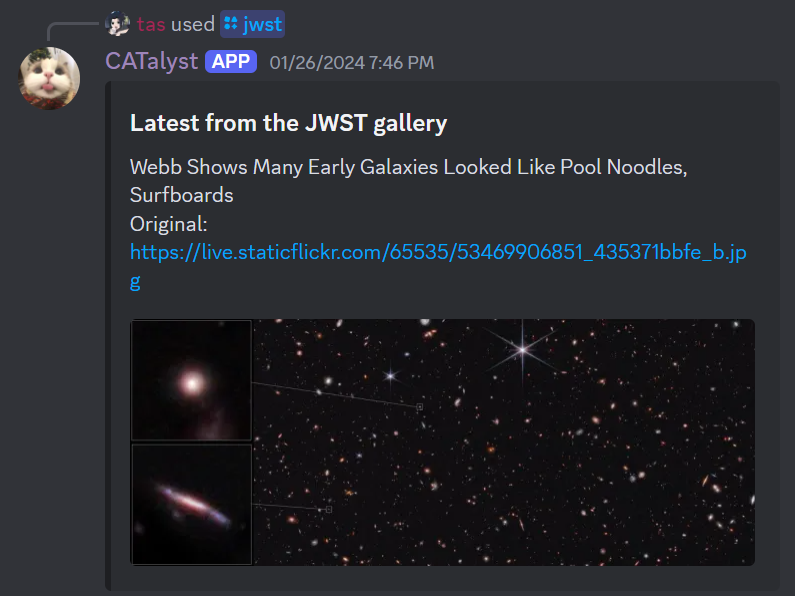 tas used jwst
CATalyst APP 01/26/2024 7:46 PM
Latest from the JWST gallery
Webb Shows Many Early Galaxies Looked Like Pool Noodles,
Surfboards
Original:
https://live.staticflickr.com/65535/53469906851_435371bbfe_b.jp
g